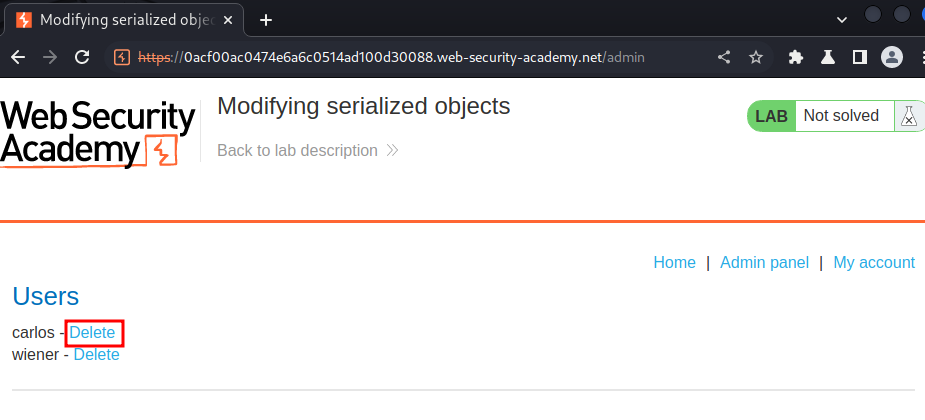 Modifying serialized objec
https://0acf00ac0474e6a6c0514ad100d30088.web-security-academy.net/admin
Web Security
Academy
Modifying serialized objects
Back to lab description
LAB Not solved
Home | Admin panel | My account
Users
carlos - Delete
wiener - Delete